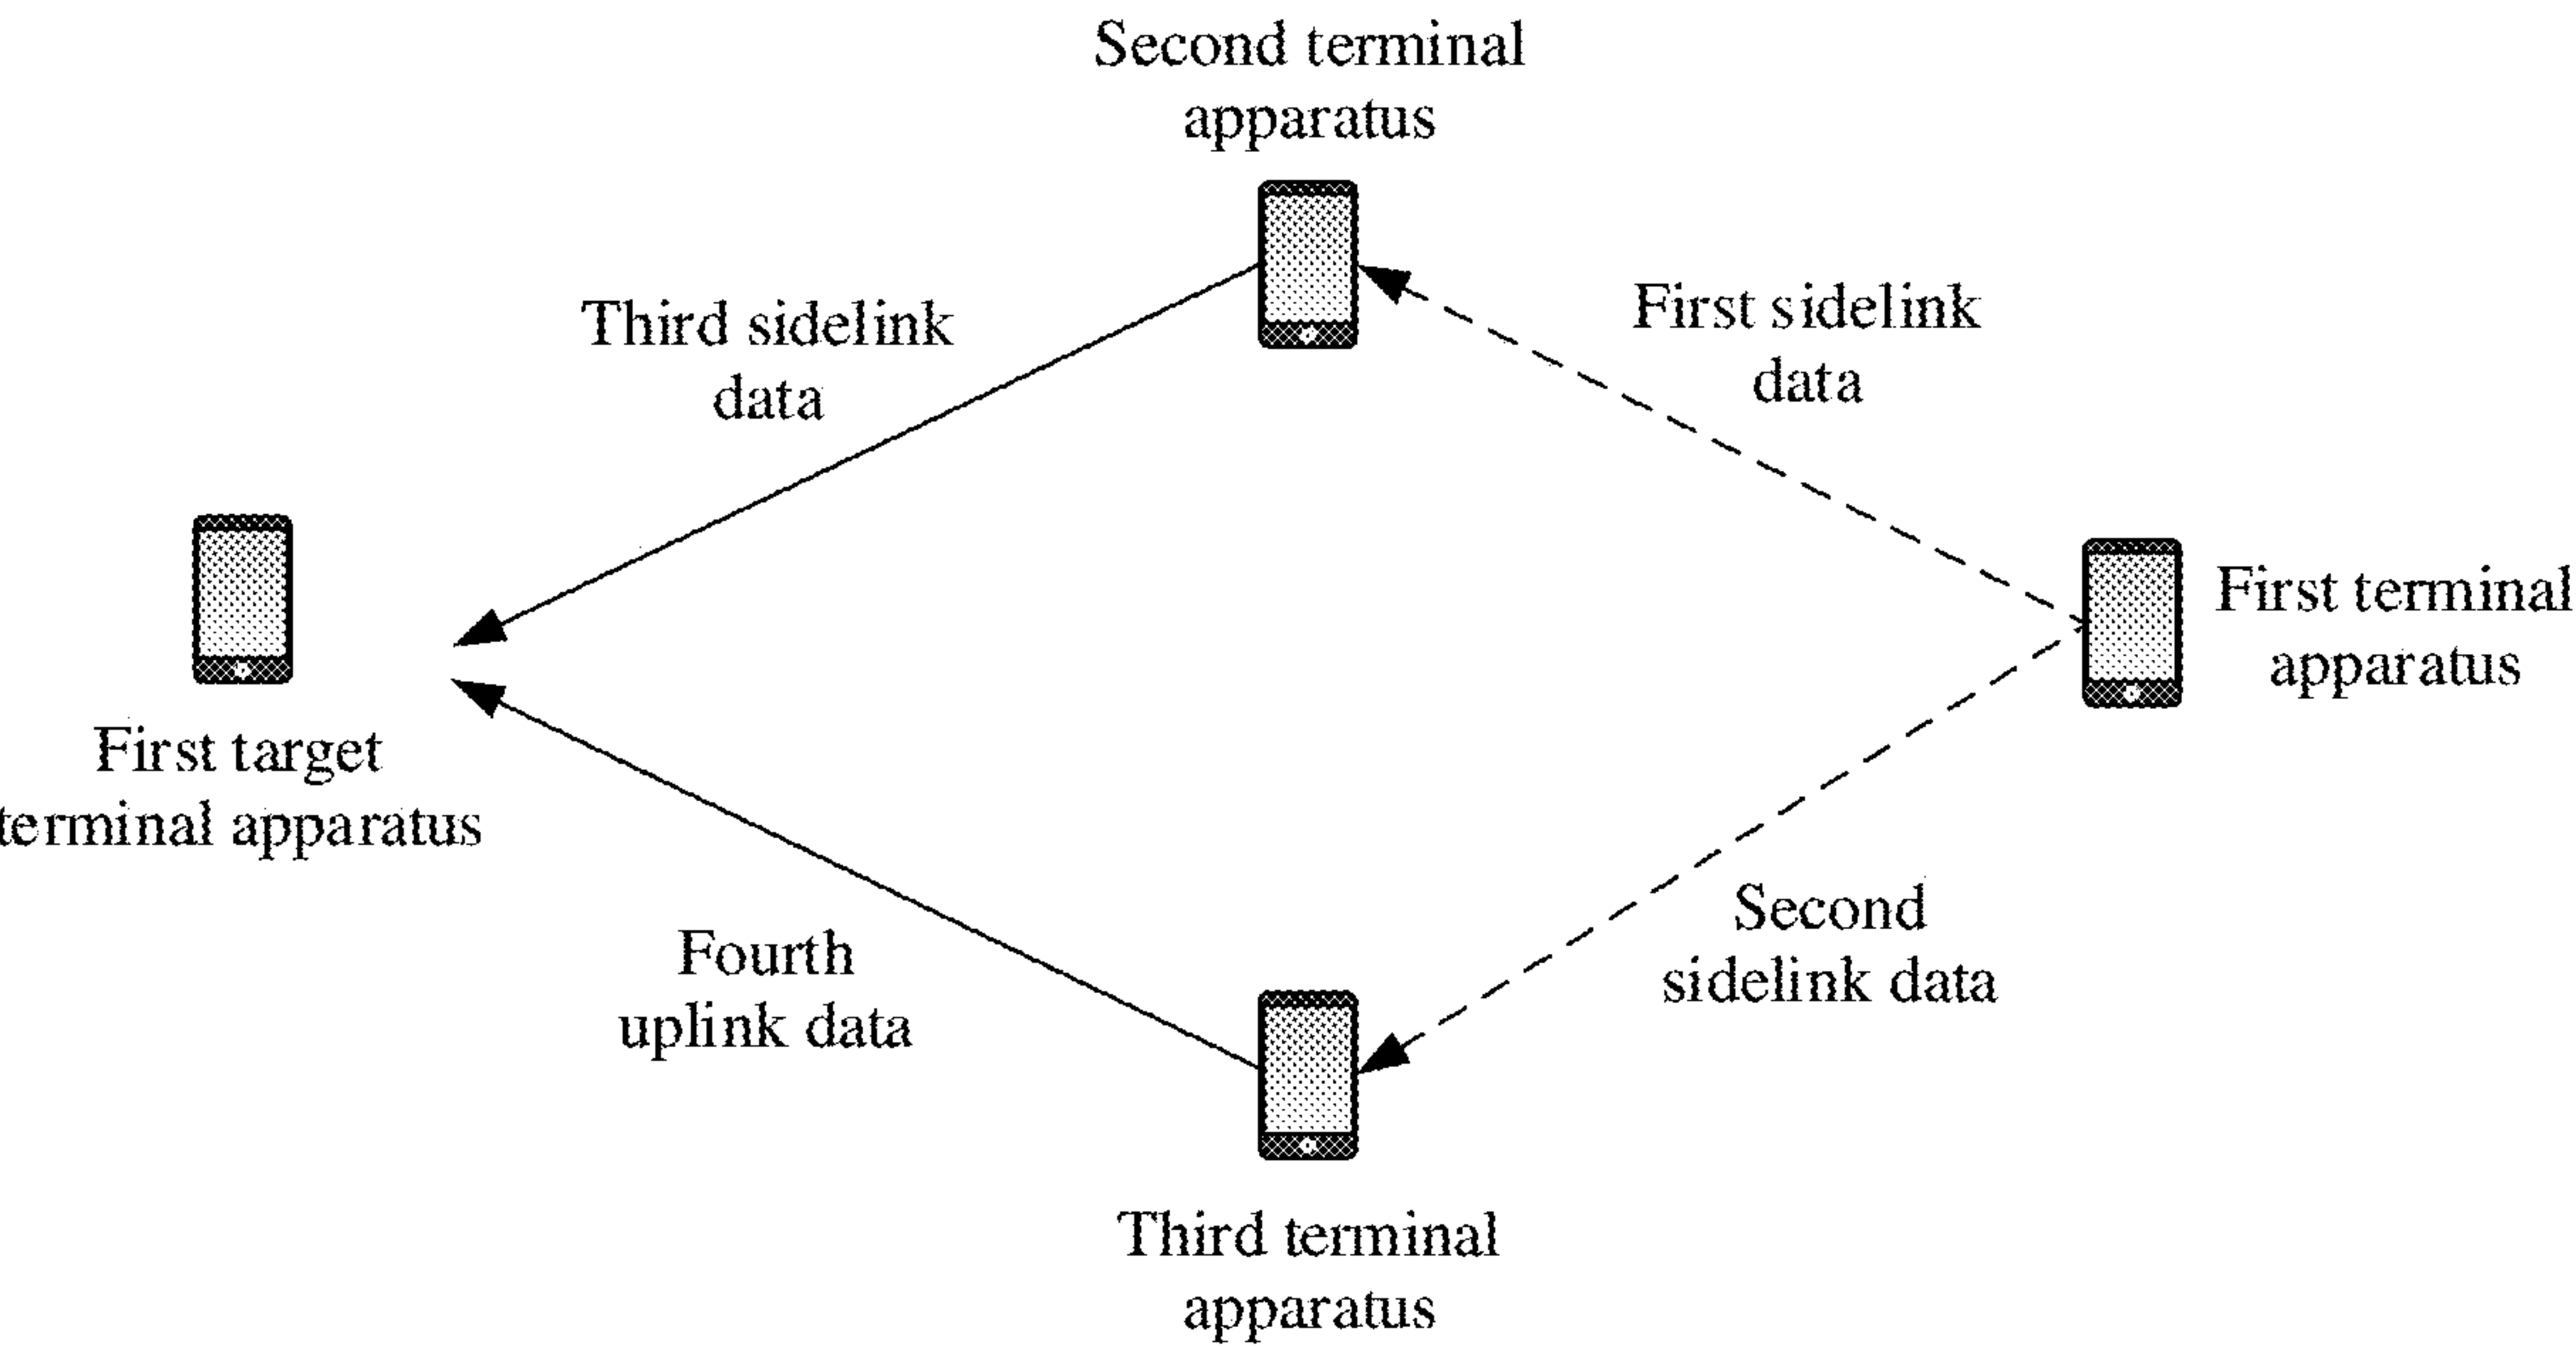 Second terminal
apparatus
Third sidelink
data
First sidelink
data
First terminal
apparatus
First target
terminal apparatus
Second
sidelink data
Fourth
uplink data
Third terminal
apparatus